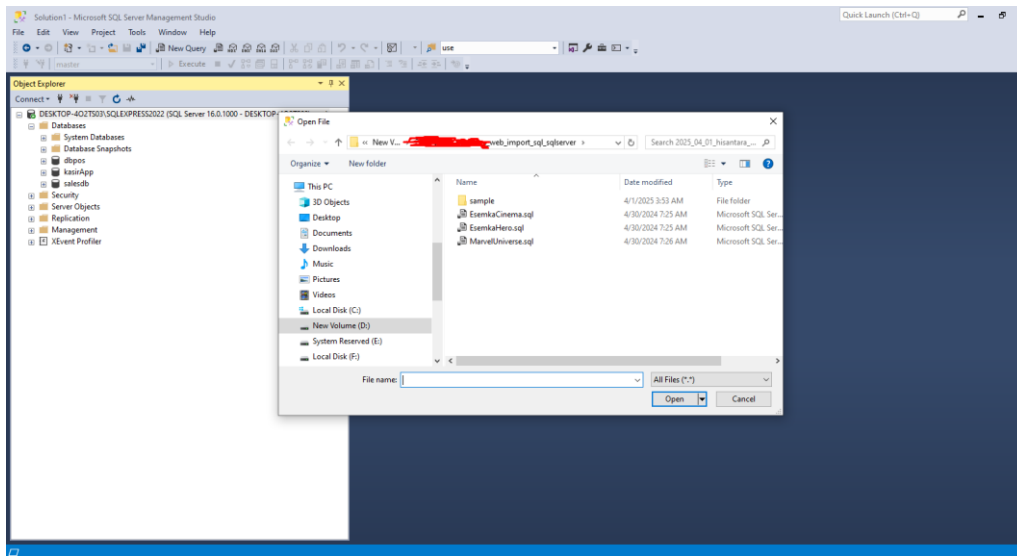 Solution1 - Microsoft SQL Server Management Studio
Quick Launch (Ctrl+Q)
File Edit View Project Tools Window Help
New Query
use
master
Execute
Object Explorer
Connect
DESKTOP-4O2TS03\SQLEXPRESS2022 (SQL Server 16.0.1000 - DESKTOP-
Databases
System Databases
Database Snapshots
dbpos
kasirApp
salesdb
Security
Server Objects
Replication
Management
XEvent Profiler
Open File
« New V...
web_import_sql_sqlserver
Search 2025_04_01_hisantara_...
Organize
New folder
This PC
3D Objects
Desktop
Documents
Downloads
Music
Pictures
Videos
Local Disk (C:)
New Volume (D:)
System Reserved (E:)
Local Disk (F:)
Name Date modified Type
sample 4/1/2025 3:53 AM File folder
EsemkaCinema.sql 4/30/2024 7:25 AM Microsoft SQL Ser...
EsemkaHero.sql 4/30/2024 7:25 AM Microsoft SQL Ser...
MarvelUniverse.sql 4/30/2024 7:26 AM Microsoft SQL Ser...
File name:
All Files (*.*)
Open
Cancel